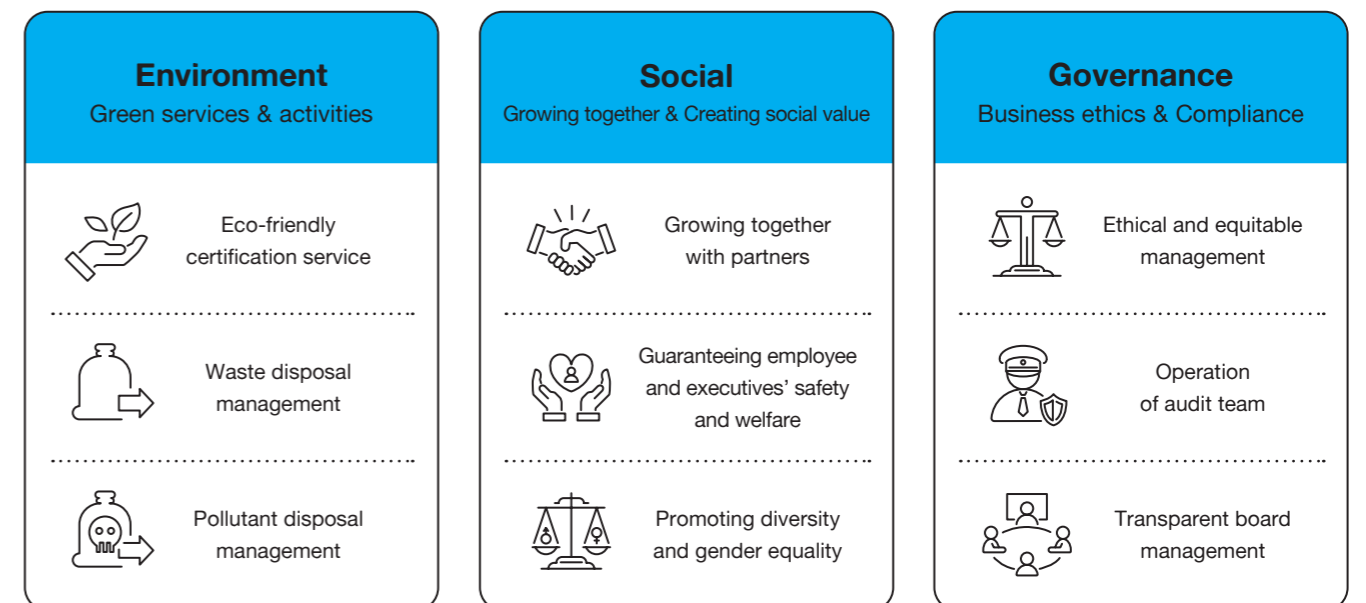 Environment
Green services & activities
Eco-friendly
certification service
Waste disposal
management
Pollutant disposal
management
Social
Growing together & Creating social value
Growing together
with partners
Guaranteeing employee
and executives’ safety
and welfare
Promoting diversity
and gender equality
Governance
Business ethics & Compliance
Ethical and equitable
management
Operation
of audit team
Transparent board
management